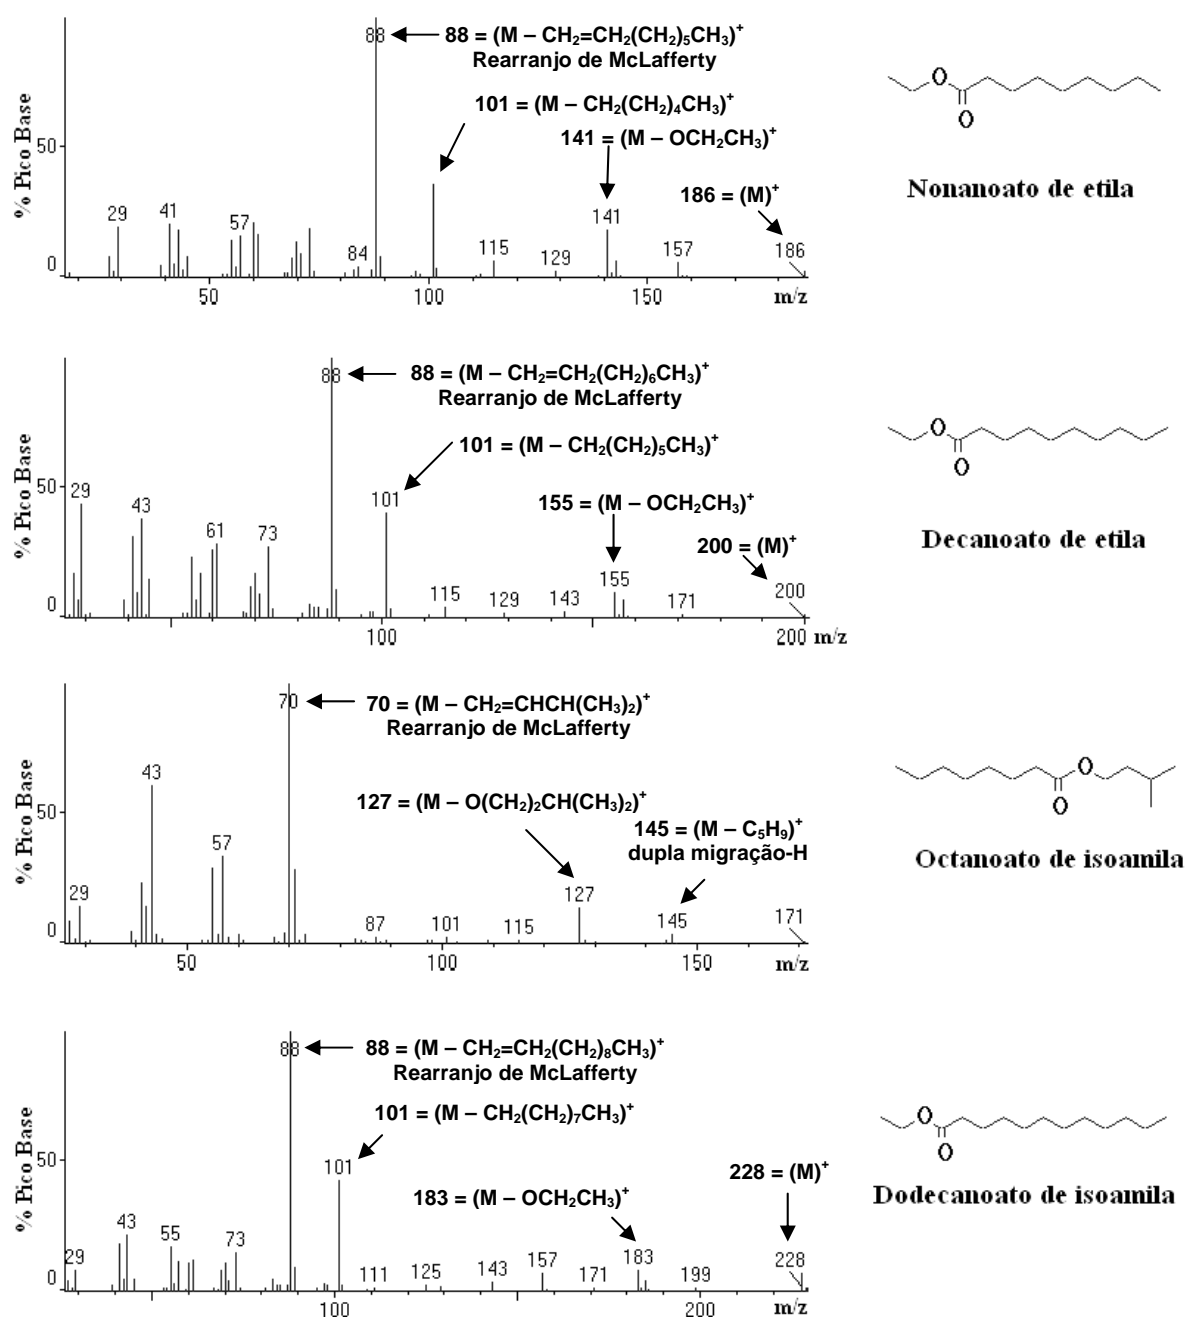 88 88 = (M – CH₂=CH₂(CH₂)₅CH₃)⁺
Rearranjo de McLafferty
101 = (M – CH₂(CH₂)₄CH₃)⁺
141 = (M – OCH₂CH₃)⁺
186 = (M)⁺
% Pico Base
50
0
29 41 57 84 115 129 141 157 186
50 100 150 m/z
O
O
Nonanoato de etila
88 88 = (M – CH₂=CH₂(CH₂)₆CH₃)⁺
Rearranjo de McLafferty
101 = (M – CH₂(CH₂)₅CH₃)⁺
155 = (M – OCH₂CH₃)⁺
200 = (M)⁺
% Pico Base
50
0
29 43 61 73 101 115 129 143 155 171 200
100 200 m/z
O
O
Decanoato de etila
70 70 = (M – CH₂=CHCH(CH₃)₂)⁺
Rearranjo de McLafferty
127 = (M – O(CH₂)₂CH(CH₃)₂)⁺
145 = (M – C₅H₉)⁺
dupla migração-H
% Pico Base
50
0
29 43 57 87 101 115 127 145 171
50 100 150 m/z
O
O
Octanoato de isoamila
88 88 = (M – CH₂=CH₂(CH₂)₈CH₃)⁺
Rearranjo de McLafferty
101 = (M – CH₂(CH₂)₇CH₃)⁺
183 = (M – OCH₂CH₃)⁺
228 = (M)⁺
% Pico Base
50
0
29 43 55 73 101 111 125 143 157 171 183 199 228
100 200 m/z
O
O
Dodecanoato de isoamila